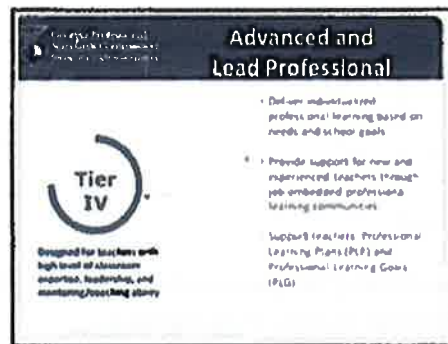 Advanced and
Lead Professional
Deliver individualized
professional learning based on
needs and school goals
Provide support for new and
experienced teachers through
job embedded professional
learning communities
Support teachers' Professional
Learning Plans (PLP) and
Professional Learning Goals
(PLG)
Tier
IV
Designed for teachers with
high level of classroom
expertise, leadership, and
mentoring/coaching ability